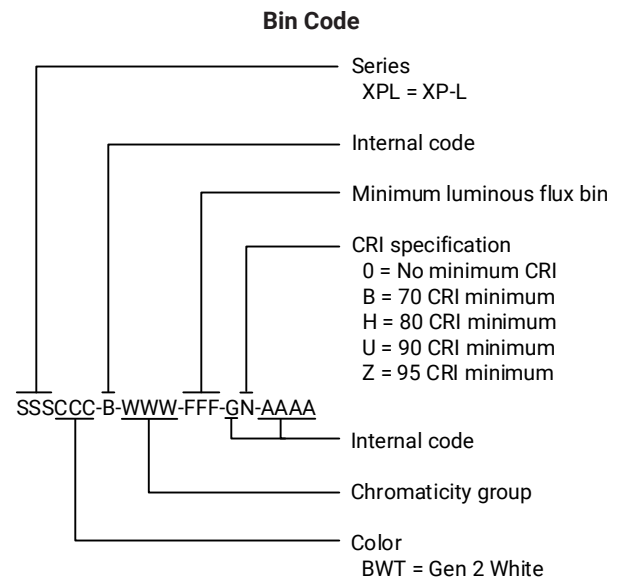 Bin Code
Series
XPL = XP-L
Internal code
Minimum luminous flux bin
CRI specification
0 = No minimum CRI
B = 70 CRI minimum
H = 80 CRI minimum
U = 90 CRI minimum
Z = 95 CRI minimum
SSSCCC-B-WWW-FFF-GN-AAAA
Internal code
Chromaticity group
Color
BWT = Gen 2 White